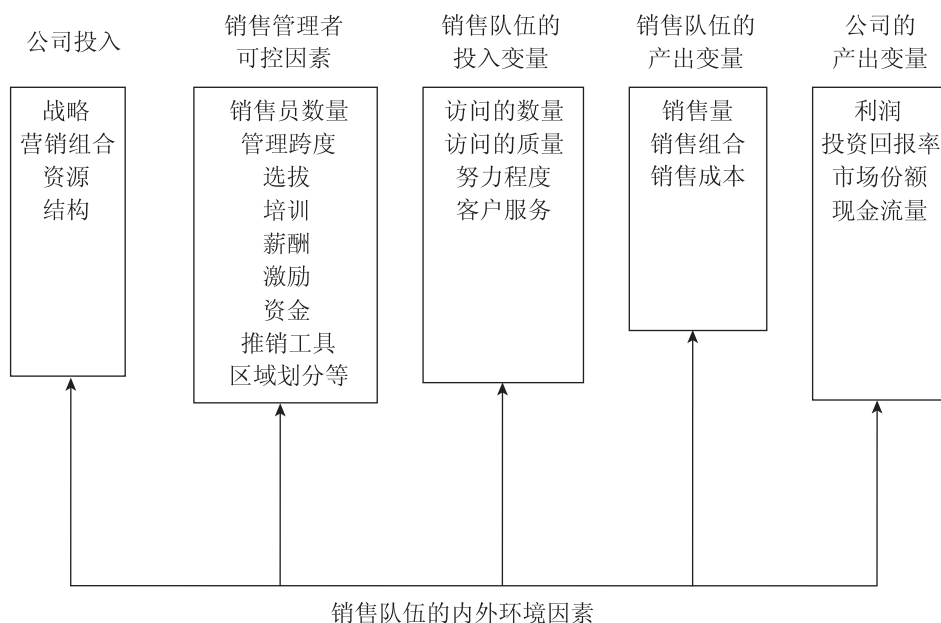 公司投入
战略
营销组合
资源
结构
销售管理者
可控因素
销售员数量
管理跨度
选拔
培训
薪酬
激励
资金
推销工具
区域划分等
销售队伍的
投入变量
访问的数量
访问的质量
努力程度
客户服务
销售队伍的
产出变量
销售量
销售组合
销售成本
公司的
产出变量
利润
投资回报率
市场份额
现金流量
销售队伍的内外环境因素